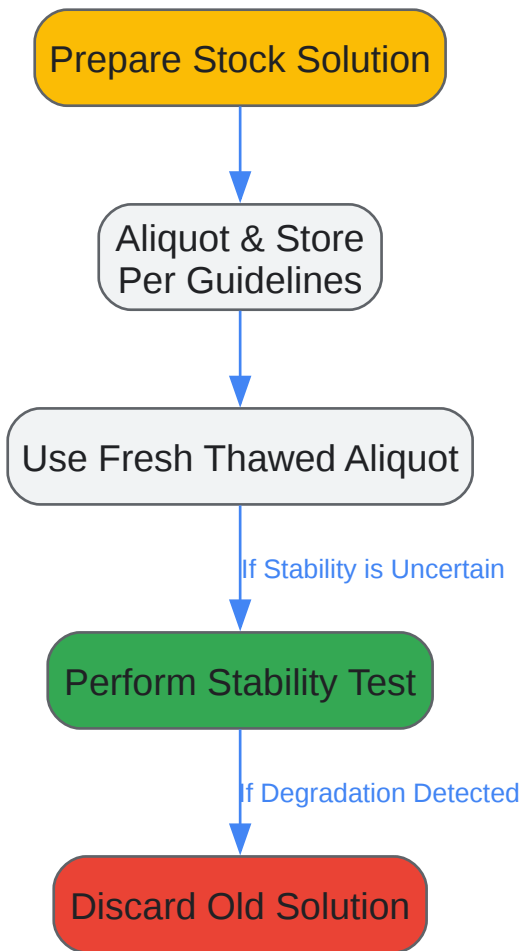 Prepare Stock Solution
Aliquot & Store
Per Guidelines
Use Fresh Thawed Aliquot
If Stability is Uncertain
Perform Stability Test
If Degradation Detected
Discard Old Solution